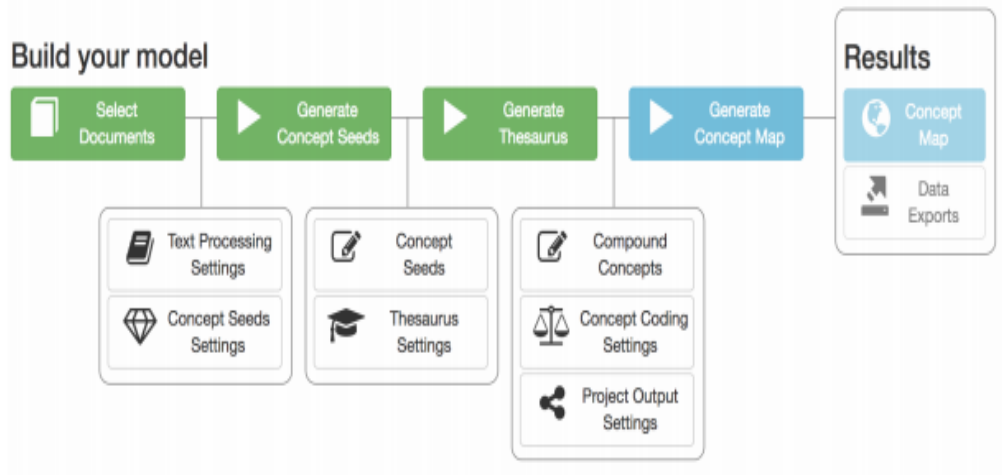 Build your model
Results
Select
Documents
Generate
Concept Seeds
Generate
Thesaurus
Generate
Concept Map
Concept
Map
Data
Exports
Text Processing
Settings
Concept Seeds
Settings
Concept
Seeds
Thesaurus
Settings
Compound
Concepts
Concept Coding
Settings
Project Output
Settings